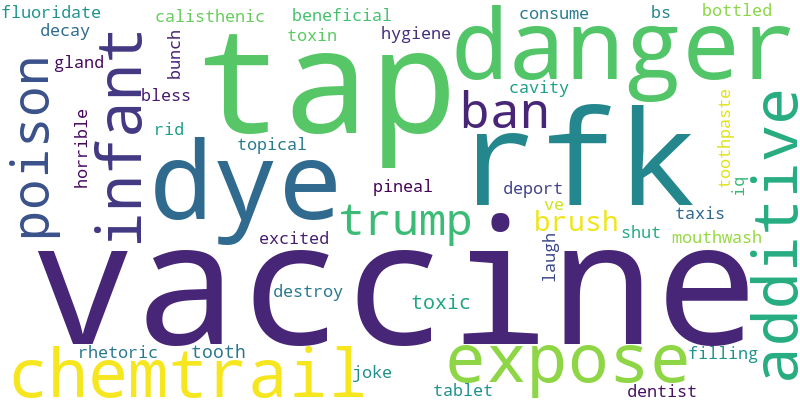 fluoridate
calisthenic
beneficial
consume
bs
bottled
decay
bunch
toxin
hygiene
danger
tap
gland
poison
infant
bless
cavity
ban
rfk
toothpaste
additive
horrible
rid
dye
topical
pineal
deport
iq
ve
trump
brush
taxis
excited
laugh
shut
mouthwash
vaccine
destroy
toxic
rhetoric
tooth
chemtrail
joke
expose
filling
tablet
dentist